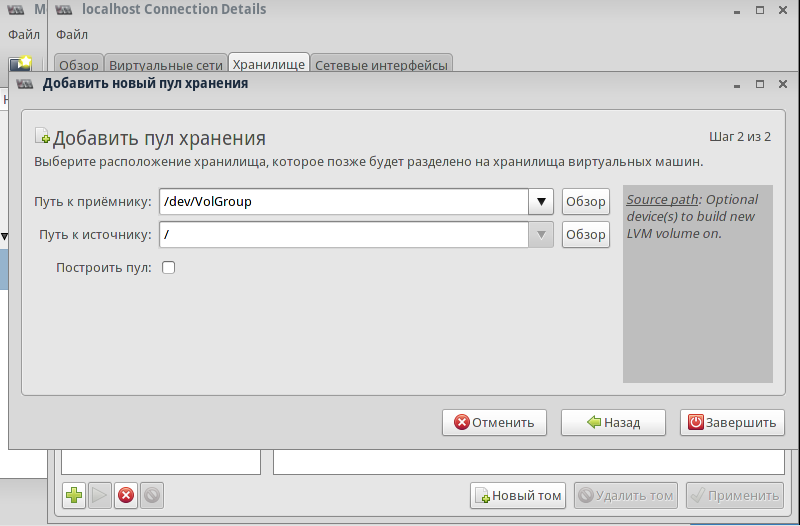 М
localhost Connection Details
Файл
Файл
Обзор
Виртуальные сети
Хранилище
Сетевые интерфейсы
Добавить новый пул хранения
Добавить пул хранения
Шаг 2 из 2
Выберите расположение хранилища, которое позже будет разделено на хранилища виртуальных машин.
Путь к приёмнику:
/dev/VolGroup
Обзор
Путь к источнику:
/
Обзор
Построить пул:
Source path: Optional
device(s) to build new
LVM volume on.
Отменить
Назад
Завершить
Новый том
Удалить том
Применить